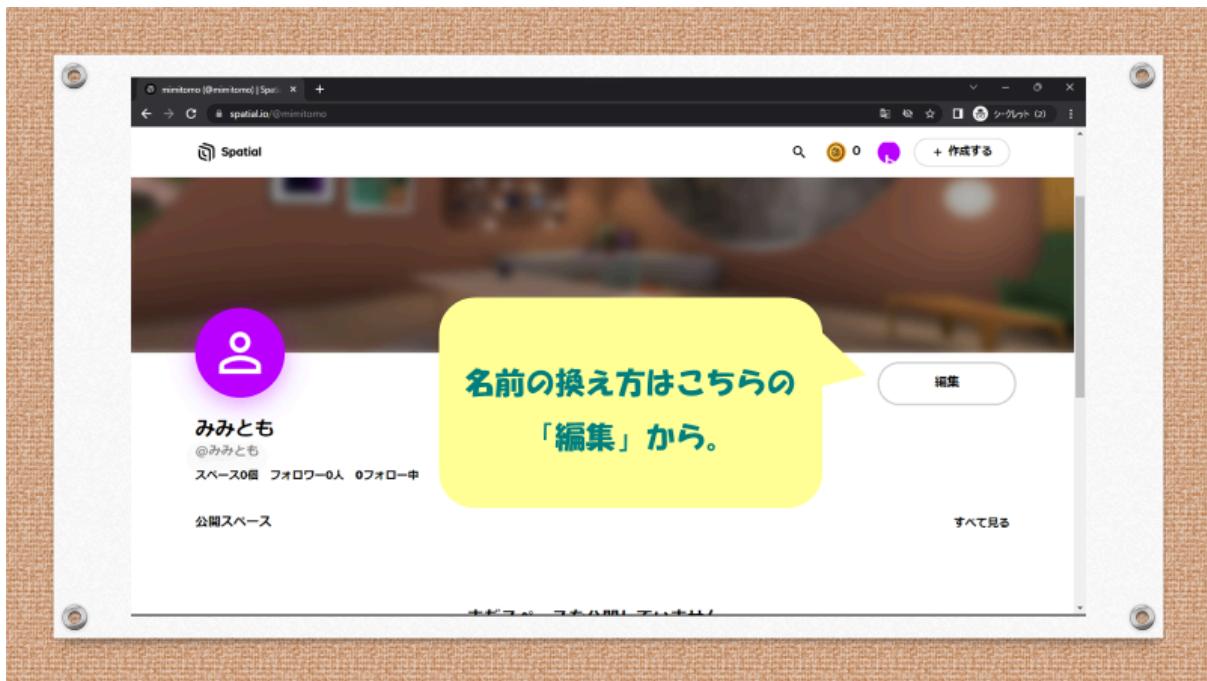 mimitomo (@mimitomo) | Spati
spatial.io/@mimitomo
シークレット (2)
Spatial
0
+ 作成する
名前の換え方はこちらの
「編集」から。
編集
みみとも
@みみとも
スペース0個 フォロワー0人 0フォロー中
公開スペース
すべて見る